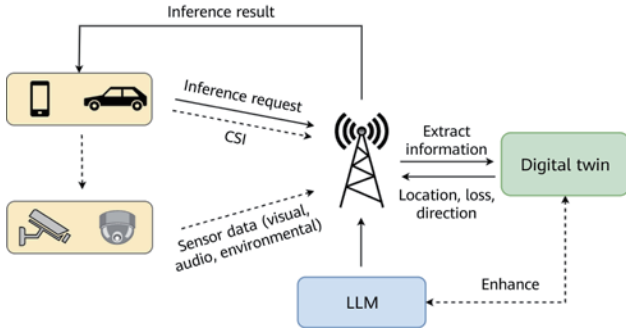 Inference result
Inference request
CSI
Extract
information
Digital twin
Location, loss,
direction
Sensor data (visual,
audio, environmental)
Enhance
LLM